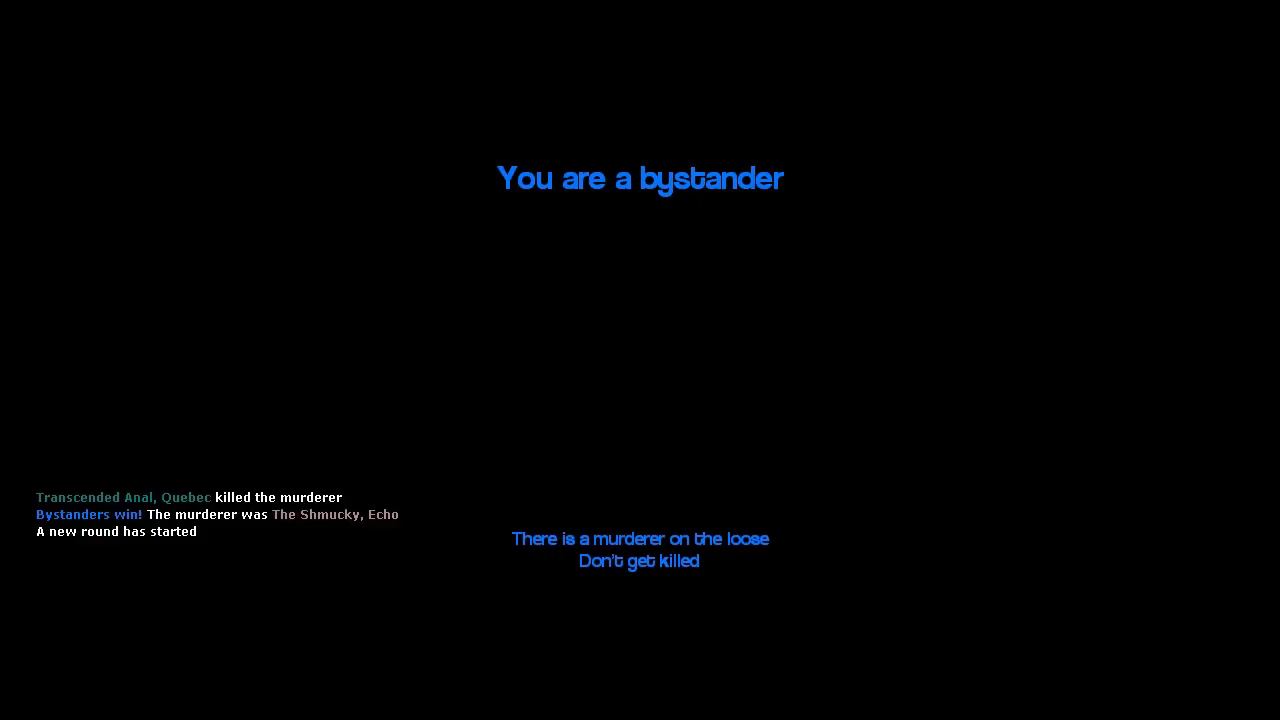 You are a bystander
Transcended Anal, Quebec killed the murderer
Bystanders win! The murderer was The Shmucky, Echo
A new round has started
There is a murderer on the loose
Don't get killed